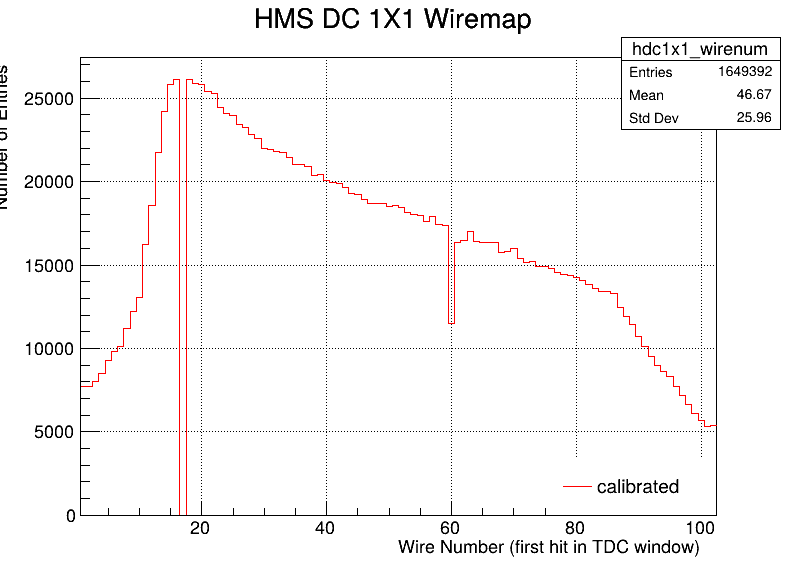 HMS DC 1X1 Wiremap
hdc1x1_wirenum
Entries 1649392
Mean 46.67
Std Dev 25.96
Number of Entries
25000
20000
15000
10000
5000
0
calibrated
20 40 60 80 100
Wire Number (first hit in TDC window)